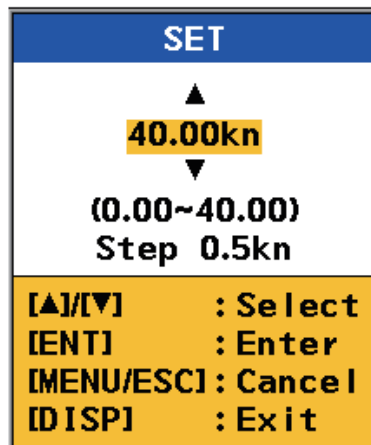 SET
▲
40.00kn
▼
(0.00~40.00)
Step 0.5kn
[▲]/[▼] : Select
[ENT] : Enter
[MENU/ESC] : Cancel
[DISP] : Exit